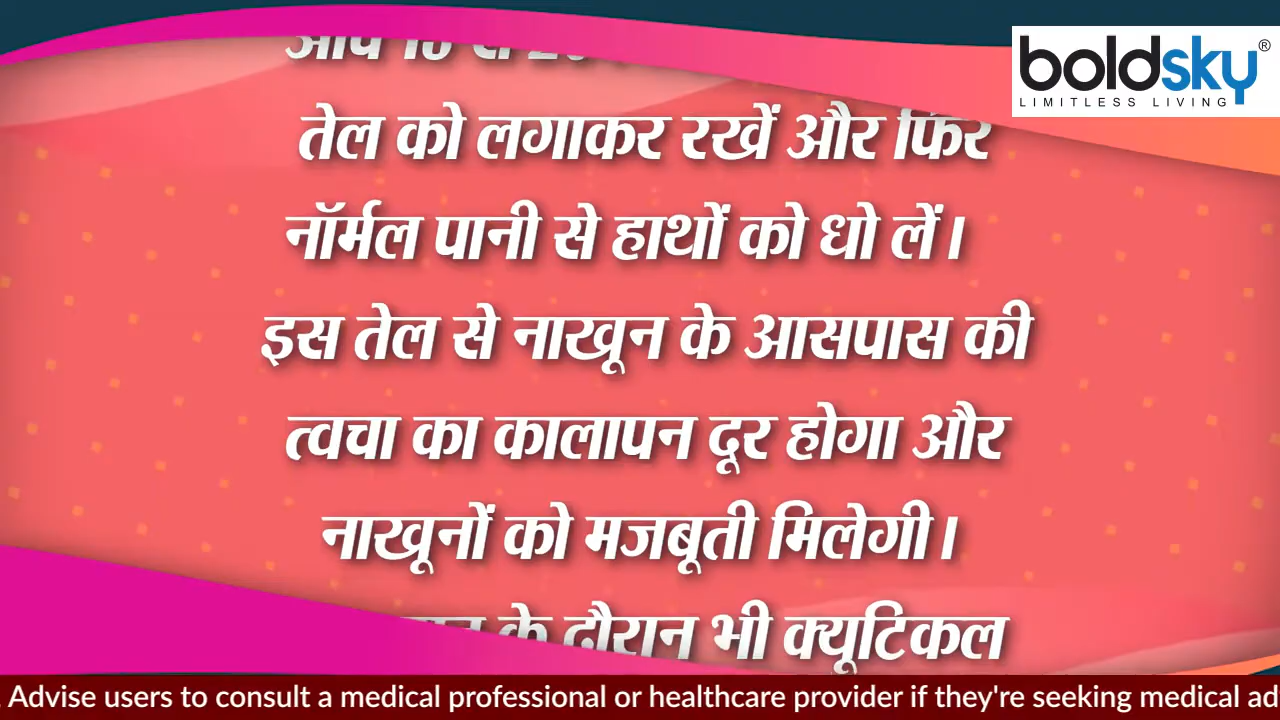 boldsky®
LIMITLESS LIVING
तेल को लगाकर रखें और फिर
नॉर्मल पानी से हाथों को धो लें।
इस तेल से नाखून के आसपास की
त्वचा का कालापन दूर होगा और
नाखूनों को मजबूती मिलेगी।
के दौरान भी क्यूटिकल
Advise users to consult a medical professional or healthcare provider if they're seeking medical ad